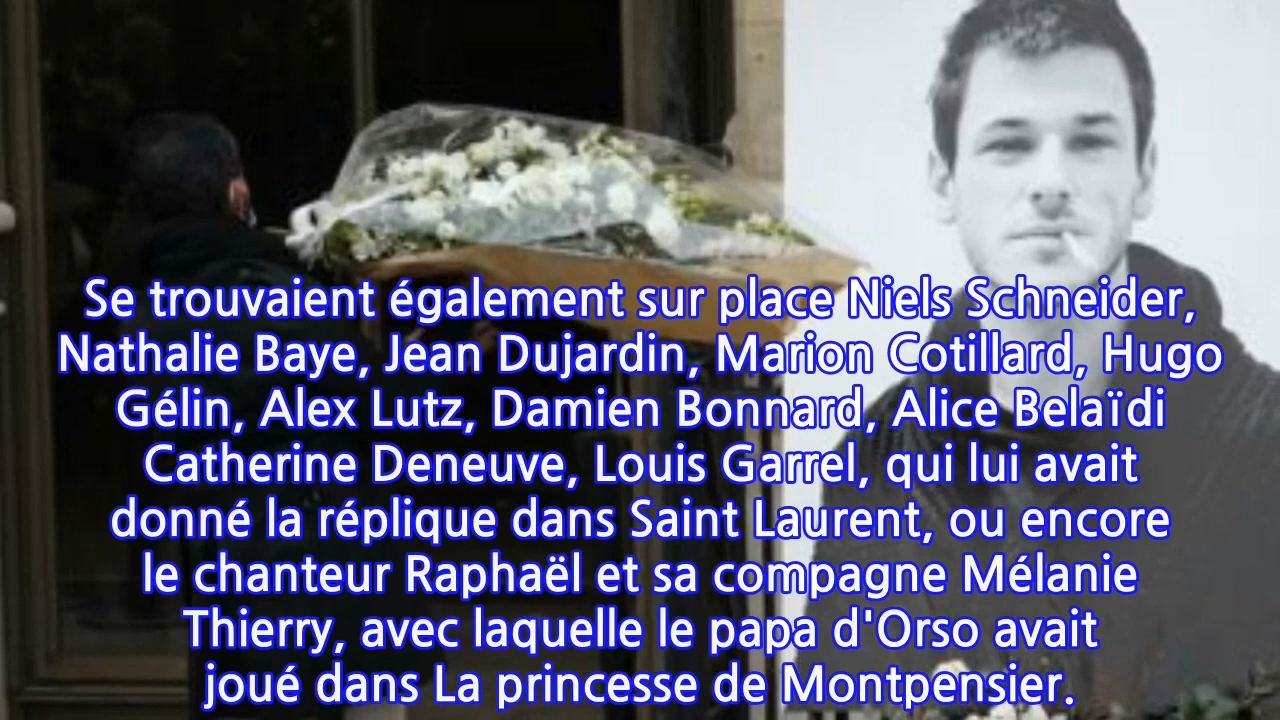 Se trouvaient également sur place Niels Schneider,
Nathalie Baye, Jean Dujardin, Marion Cotillard, Hugo
Gélin, Alex Lutz, Damien Bonnard, Alice Belaïdi
Catherine Deneuve, Louis Garrel, qui lui avait
donné la réplique dans Saint Laurent, ou encore
le chanteur Raphaël et sa compagne Mélanie
Thierry, avec laquelle le papa d'Orso avait
joué dans La princesse de Montpensier.